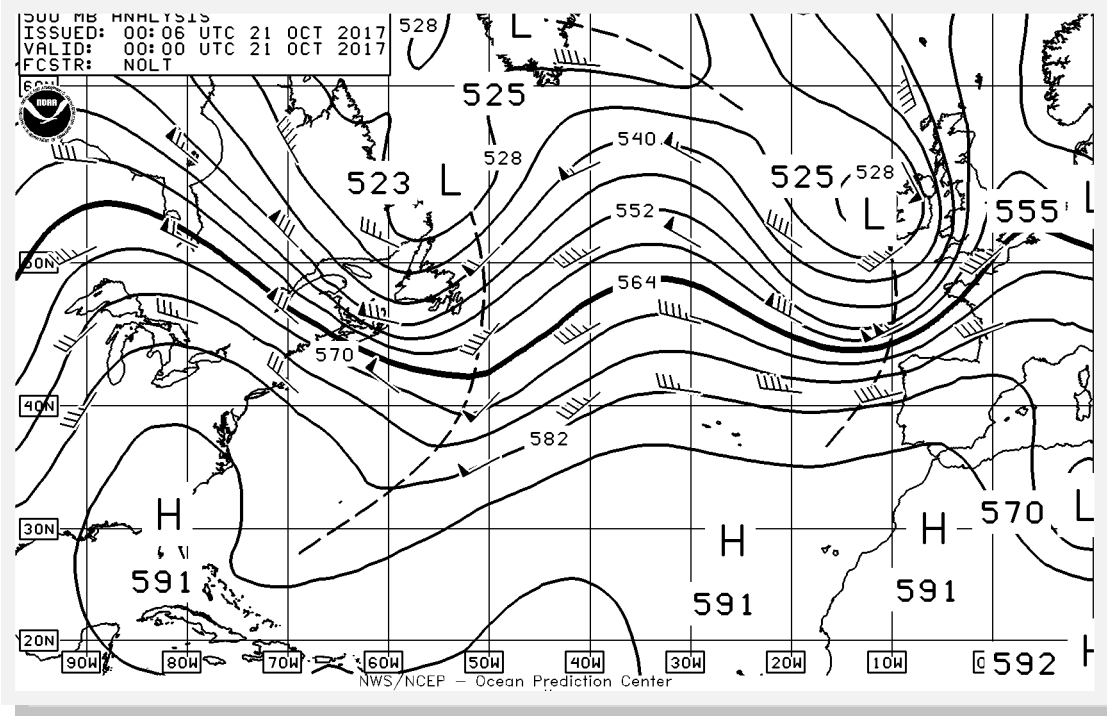 500 MB ANALYSIS
ISSUED: 00:06 UTC 21 OCT 2017
VALID: 00:00 UTC 21 OCT 2017
FCSTR: NOLT
528
L
60N
NOAA
525
540
528
523 L
525 528
552
L
555
L
50N
564
570
40N
582
H
591
30N
H
591
H
591
570
L
20N
90W 80W 70W 60W 50W 40W 30W 20W 10W 0
592 H
NWS/NCEP – Ocean Prediction Center